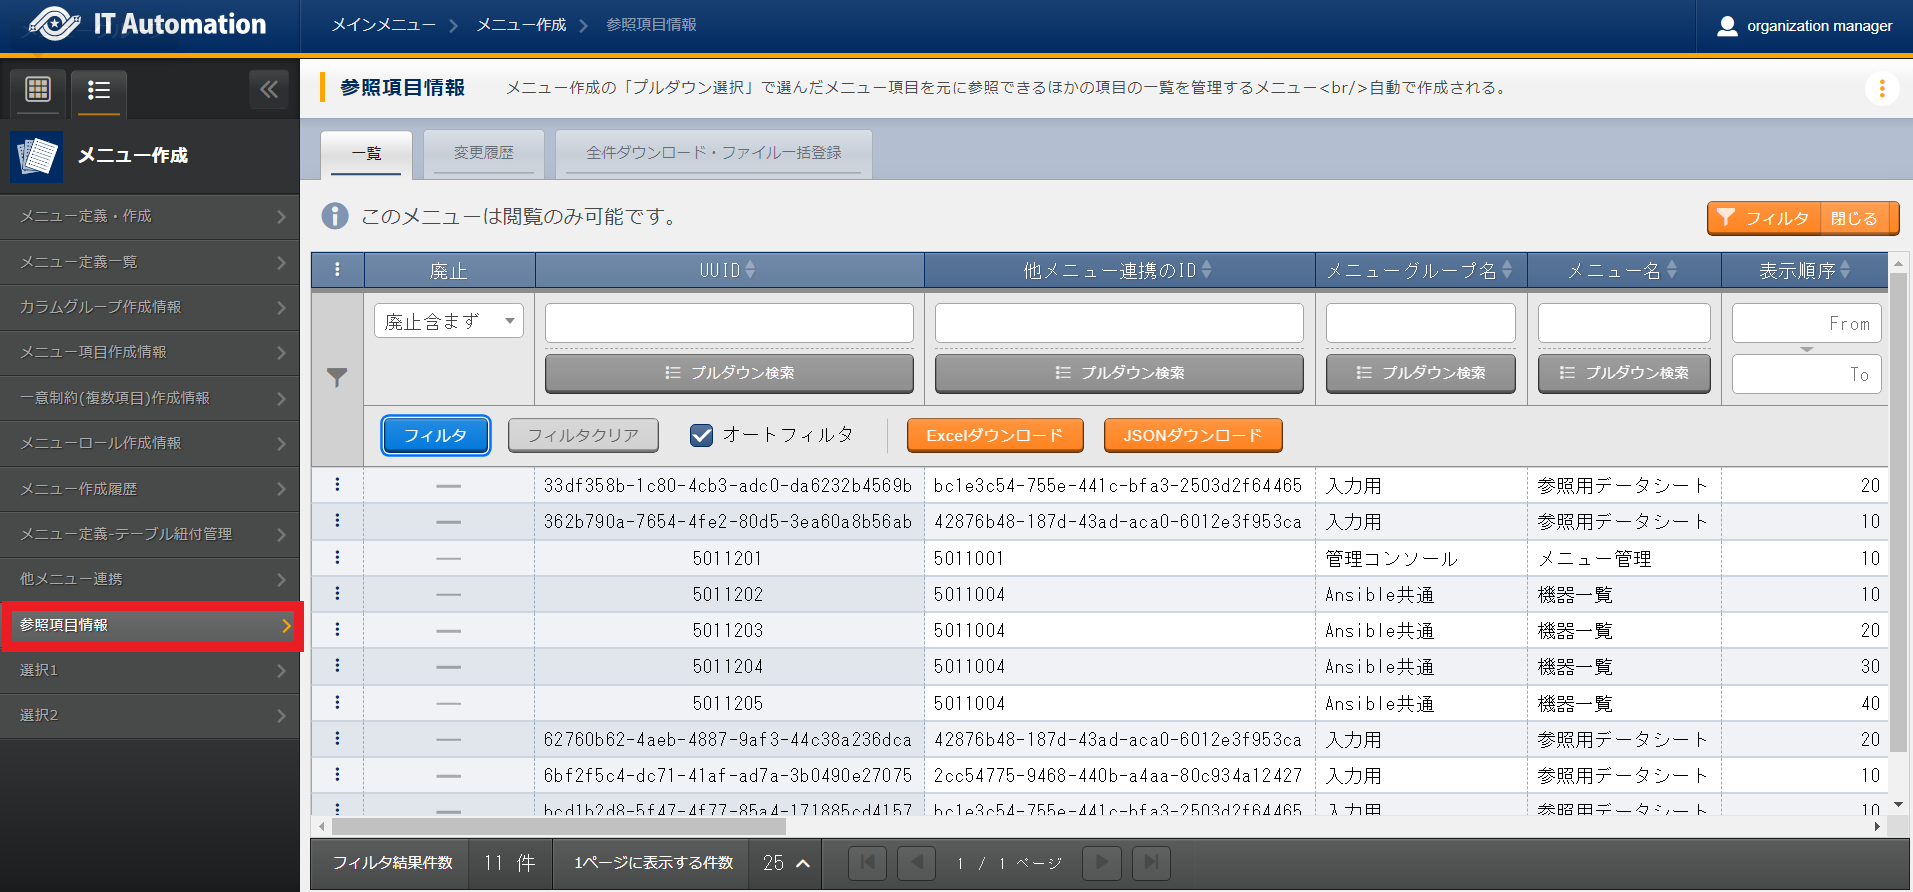 IT Automation
メインメニュー
メニュー作成
参照項目情報
organization manager
メニュー作成
メニュー定義・作成
メニュー定義一覧
カラムグループ作成情報
メニュー項目作成情報
一意制約(複数項目)作成情報
メニューロール作成情報
メニュー作成履歴
メニュー定義-テーブル紐付管理
他メニュー連携
参照項目情報
選択1
選択2
参照項目情報
メニュー作成の「プルダウン選択」で選んだメニュー項目を元に参照できるほかの項目の一覧を管理するメニュー<br/>自動で作成される。
一覧
変更履歴
全件ダウンロード・ファイル一括登録
このメニューは閲覧のみ可能です。
フィルタ 閉じる
廃止 UUID 他メニュー連携のID メニューグループ名 メニュー名 表示順序
廃止含まず From
プルダウン検索 プルダウン検索 プルダウン検索 プルダウン検索 To
フィルタ フィルタクリア オートフィルタ Excelダウンロード JSONダウンロード
33df358b-1c80-4cb3-adc0-da6232b4569b bc1e3c54-755e-441c-bfa3-2503d2f64465 入力用 参照用データシート 20
362b790a-7654-4fe2-80d5-3ea60a8b56ab 42876b48-187d-43ad-aca0-6012e3f953ca 入力用 参照用データシート 10
5011201 5011001 管理コンソール メニュー管理 10
5011202 5011004 Ansible共通 機器一覧 10
5011203 5011004 Ansible共通 機器一覧 20
5011204 5011004 Ansible共通 機器一覧 30
5011205 5011004 Ansible共通 機器一覧 40
62760b62-4aeb-4887-9af3-44c38a236dca 42876b48-187d-43ad-aca0-6012e3f953ca 入力用 参照用データシート 20
6bf2f5c4-dc71-41af-ad7a-3b0490e27075 2cc54775-9468-440b-a4aa-80c934a12427 入力用 参照用データシート 10
bcd1b2d8-5f47-4f77-85a4-171885cd4157 bc1e3c54-755e-441c-bfa3-2503d2f64465 入力用 参照用データシート 10
フィルタ結果件数 11 件 1ページに表示する件数 25 1 / 1 ページ